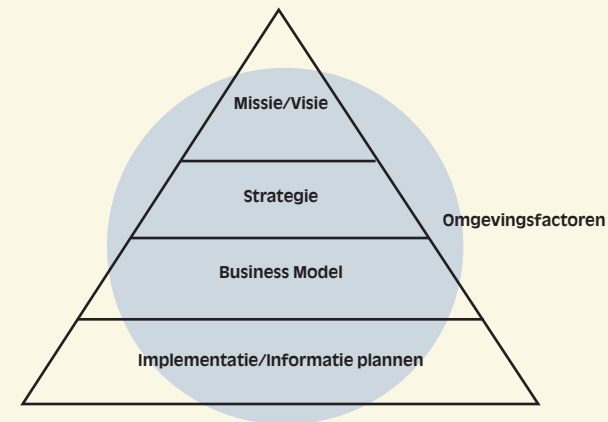 Missie/Visie
Strategie
Omgevingsfactoren
Business Model
Implementatie/Informatie plannen